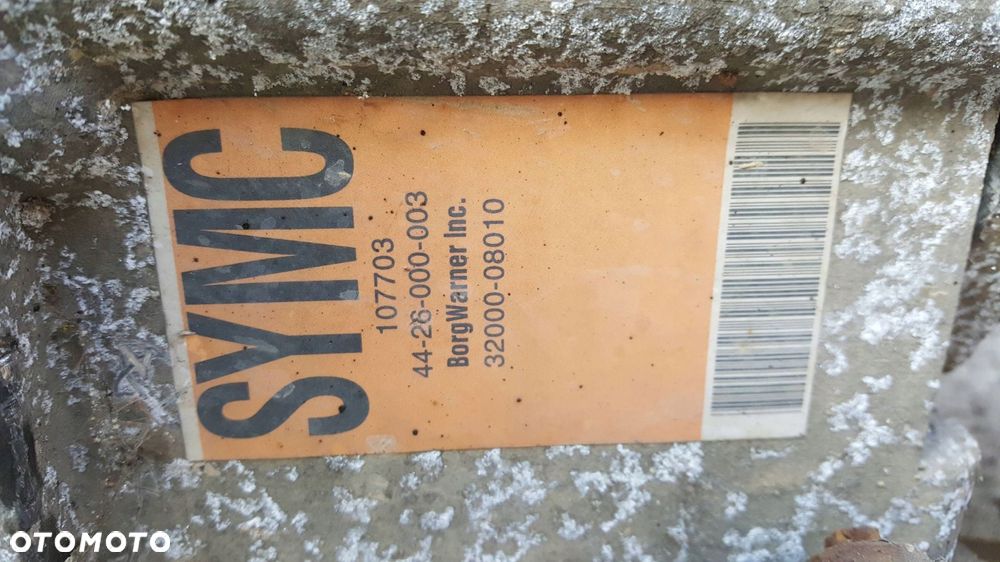 SYMC
107703
44-26-000-003
BorgWarner Inc.
32000-08010
OTOMOTO